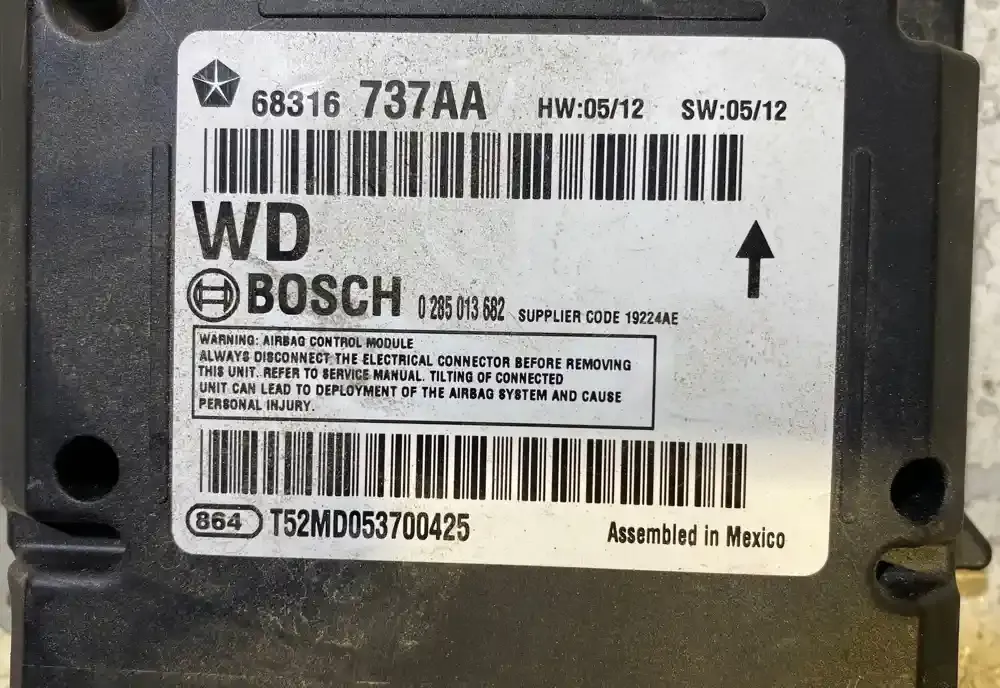 68316 737AA HW:05/12 SW:05/12
WD
BOSCH 0 285 013 682 SUPPLIER CODE 19224AE
WARNING: AIRBAG CONTROL MODULE
ALWAYS DISCONNECT THE ELECTRICAL CONNECTOR BEFORE REMOVING
THIS UNIT. REFER TO SERVICE MANUAL. TILTING OF CONNECTED
UNIT CAN LEAD TO DEPLOYMENT OF THE AIRBAG SYSTEM AND CAUSE
PERSONAL INJURY.
864 T52MD053700425 Assembled in Mexico